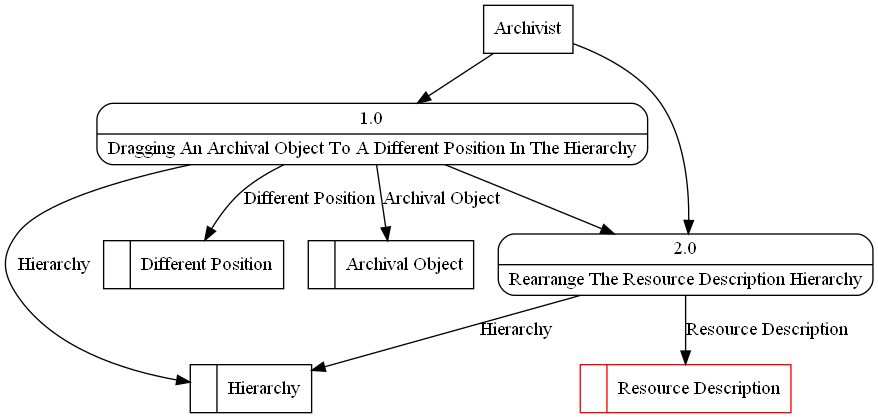 Archivist
1.0
Dragging An Archival Object To A Different Position In The Hierarchy
Different Position
Archival Object
2.0
Hierarchy
Different Position
Archival Object
Rearrange The Resource Description Hierarchy
Hierarchy
Resource Description
Hierarchy
Resource Description